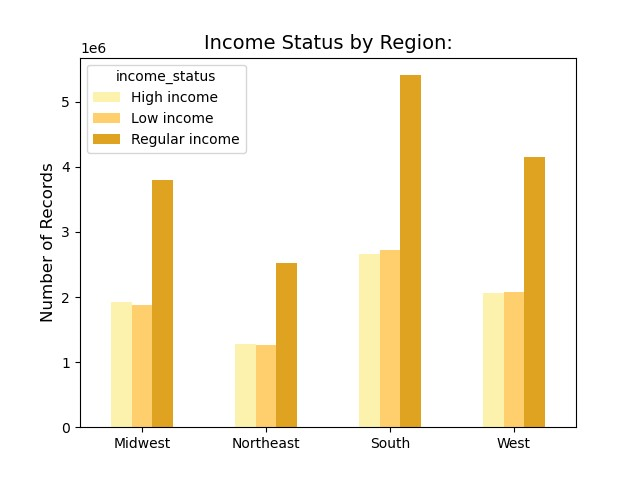 Income Status by Region:
1e6
income_status
High income
Low income
Regular income
5
4
3
2
1
0
Number of Records
Midwest
Northeast
South
West